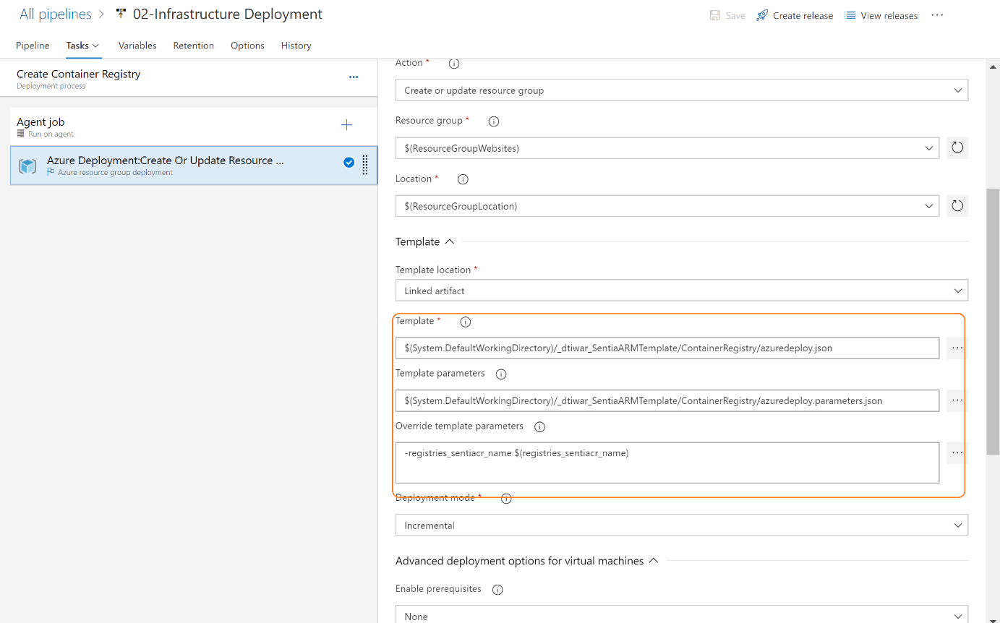 All pipelines > 02-Infrastructure Deployment
Save Create release View releases ...
Pipeline Tasks Variables Retention Options History
Create Container Registry
Deployment process
...
Agent job
Run on agent
Azure Deployment:Create Or Update Resource ...
Azure resource group deployment
Action *
Create or update resource group
Resource group *
$(ResourceGroupWebsites)
Location *
$(ResourceGroupLocation)
Template
Template location *
Linked artifact
Template *
$(System.DefaultWorkingDirectory)/_dtiwar_SentiaARMTemplate/ContainerRegistry/azuredeploy.json
...
Template parameters
$(System.DefaultWorkingDirectory)/_dtiwar_SentiaARMTemplate/ContainerRegistry/azuredeploy.parameters.json
...
Override template parameters
-registries_sentiacr_name $(registries_sentiacr_name)
...
Deployment mode *
Incremental
Advanced deployment options for virtual machines
Enable prerequisites
None